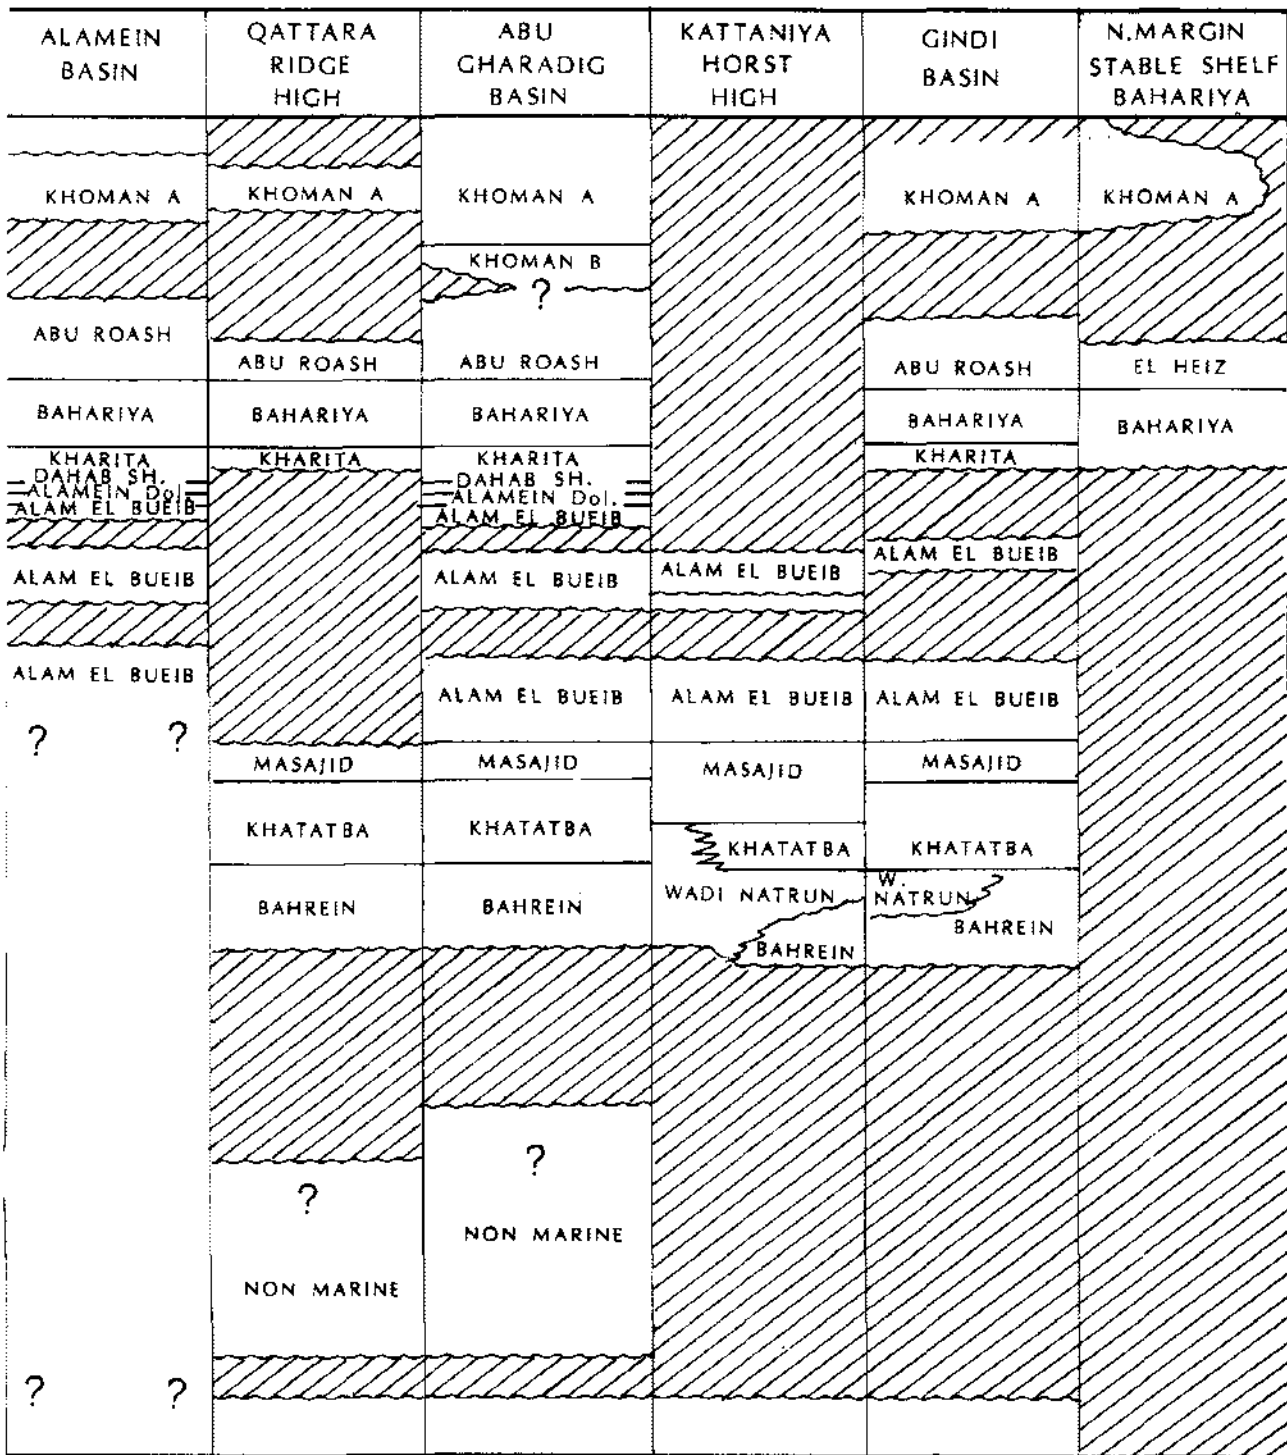 ALAMEIN
BASIN
QATTARA
RIDGE
HIGH
ABU
GHARADIG
BASIN
KATTANIYA
HORST
HIGH
GINDI
BASIN
N.MARGIN
STABLE SHELF
BAHARIYA
KHOMAN A
ABU ROASH
BAHARIYA
KHARITA
DAHAB SH.
ALAMEIN Dol.
ALAM EL BUEIB
ALAM EL BUEIB
ALAM EL BUEIB
? ?
? ?
KHOMAN A
ABU ROASH
BAHARIYA
KHARITA
MASAJID
KHATATBA
BAHREIN
?
NON MARINE
KHOMAN A
KHOMAN B
?
ABU ROASH
BAHARIYA
KHARITA
DAHAB SH.
ALAMEIN Dol.
ALAM EL BUEIB
ALAM EL BUEIB
ALAM EL BUEIB
MASAJID
KHATATBA
BAHREIN
?
NON MARINE
ALAM EL BUEIB
ALAM EL BUEIB
MASAJID
KHATATBA
WADI NATRUN
BAHREIN
KHOMAN A
ABU ROASH
BAHARIYA
KHARITA
ALAM EL BUEIB
ALAM EL BUEIB
MASAJID
KHATATBA
W.
NATRUN
BAHREIN
KHOMAN A
EL HEIZ
BAHARIYA